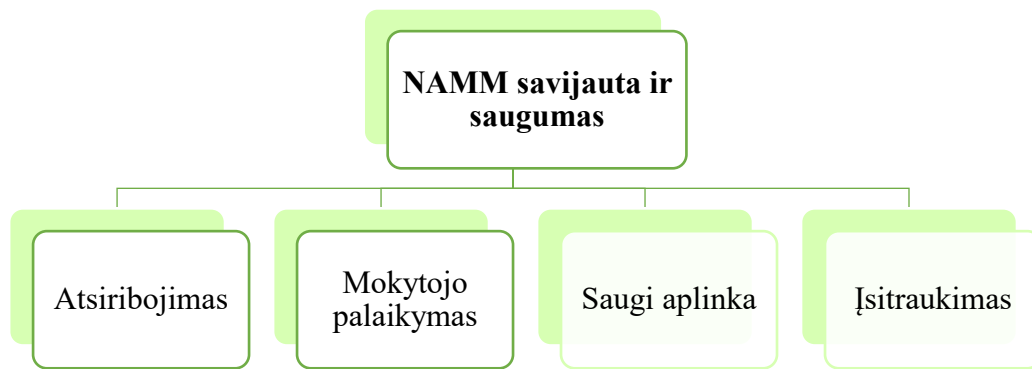 NAMM savijauta ir
saugumas
Atsiribojimas
Mokytojo
palaikymas
Saugi aplinka
Įsitraukimas